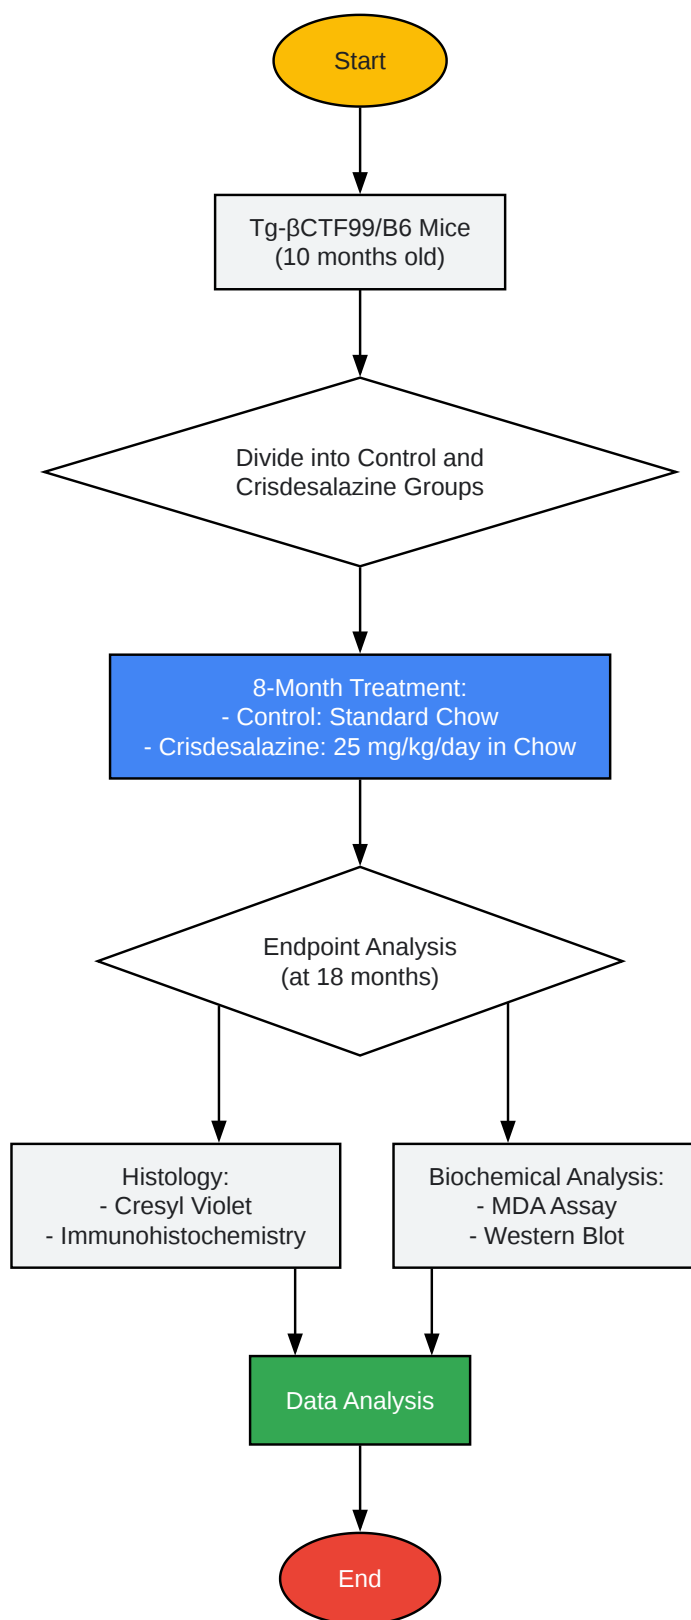 Start
Tg-βCTF99/B6 Mice
(10 months old)
Divide into Control and
Crisdesalazine Groups
8-Month Treatment:
- Control: Standard Chow
- Crisdesalazine: 25 mg/kg/day in Chow
Endpoint Analysis
(at 18 months)
Histology:
- Cresyl Violet
- Immunohistochemistry
Biochemical Analysis:
- MDA Assay
- Western Blot
Data Analysis
End